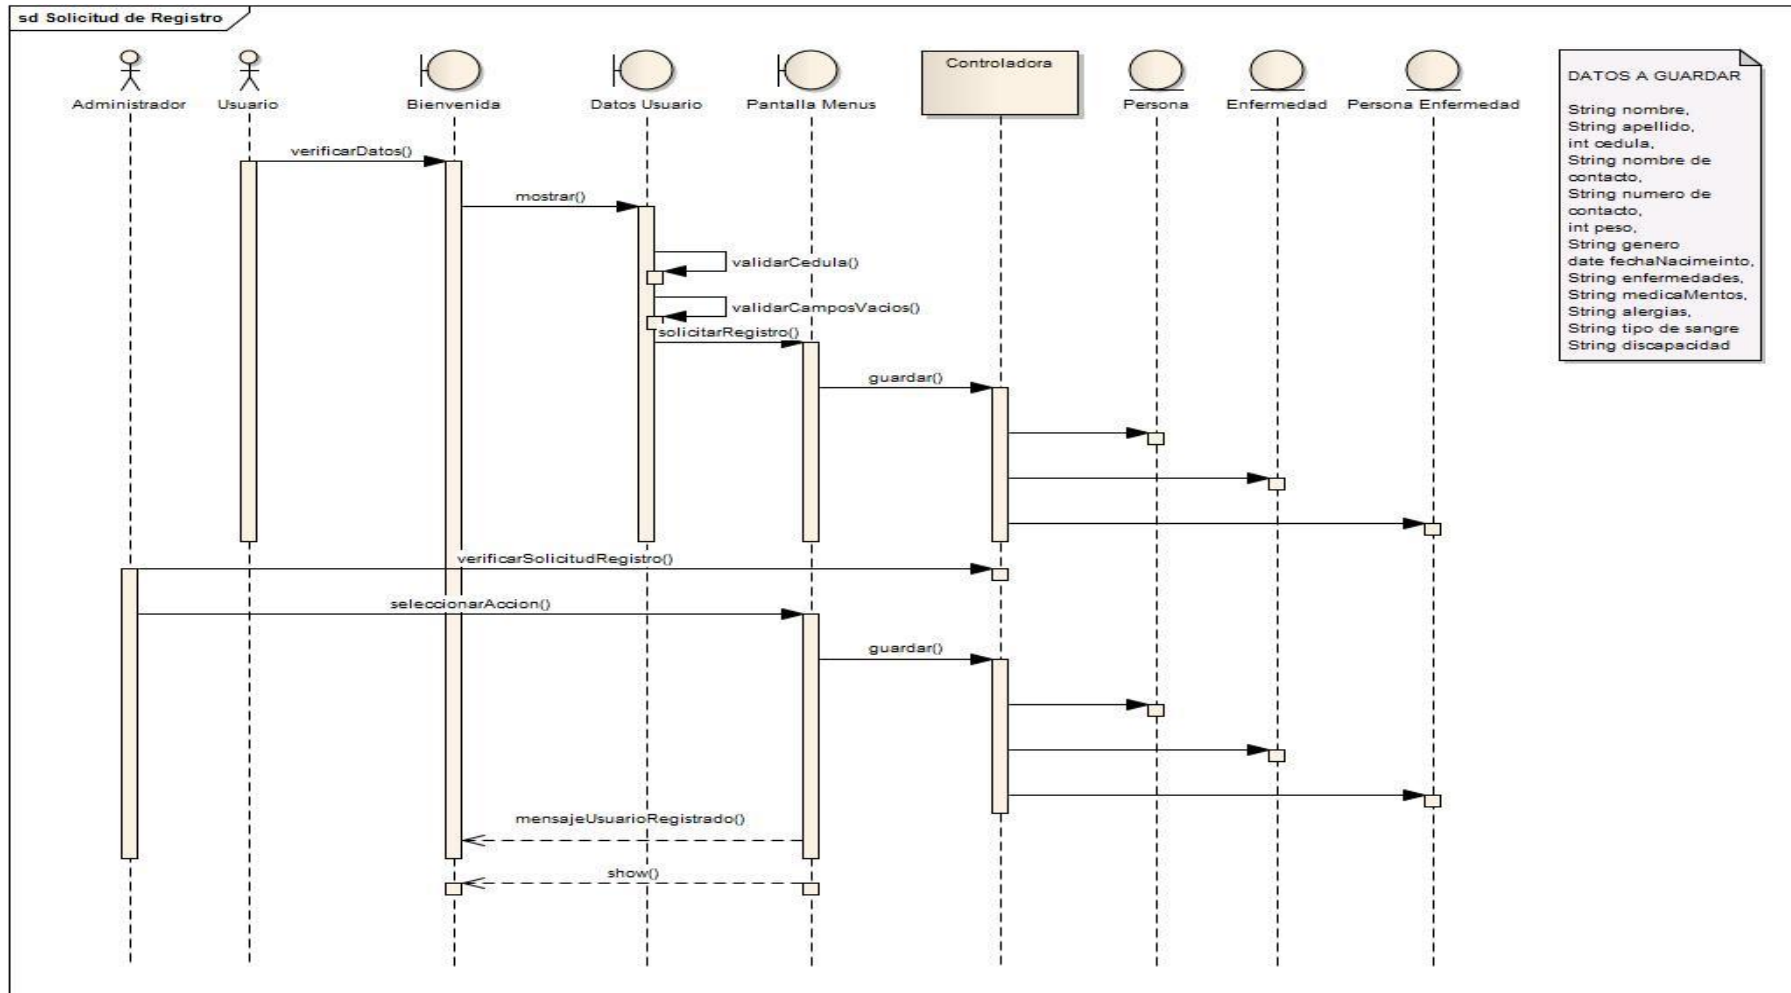 sd Solicitud de Registro
Administrador
Usuario
Bienvenida
Datos Usuario
Pantalla Menus
Controladora
Persona
Enfermedad
Persona Enfermedad
verificarDatos()
mostrar()
validarCedula()
validarCamposVacios()
solicitarRegistro()
guardar()
verificarSolicitudRegistro()
seleccionarAccion()
guardar()
mensajeUsuarioRegistrado()
show()
DATOS A GUARDAR
String nombre,
String apellido,
int cedula,
String nombre de
contacto,
String numero de
contacto,
int peso,
String genero
date fechaNacimeinto,
String enfermedades,
String medicaMentos,
String alergias,
String tipo de sangre
String discapacidad